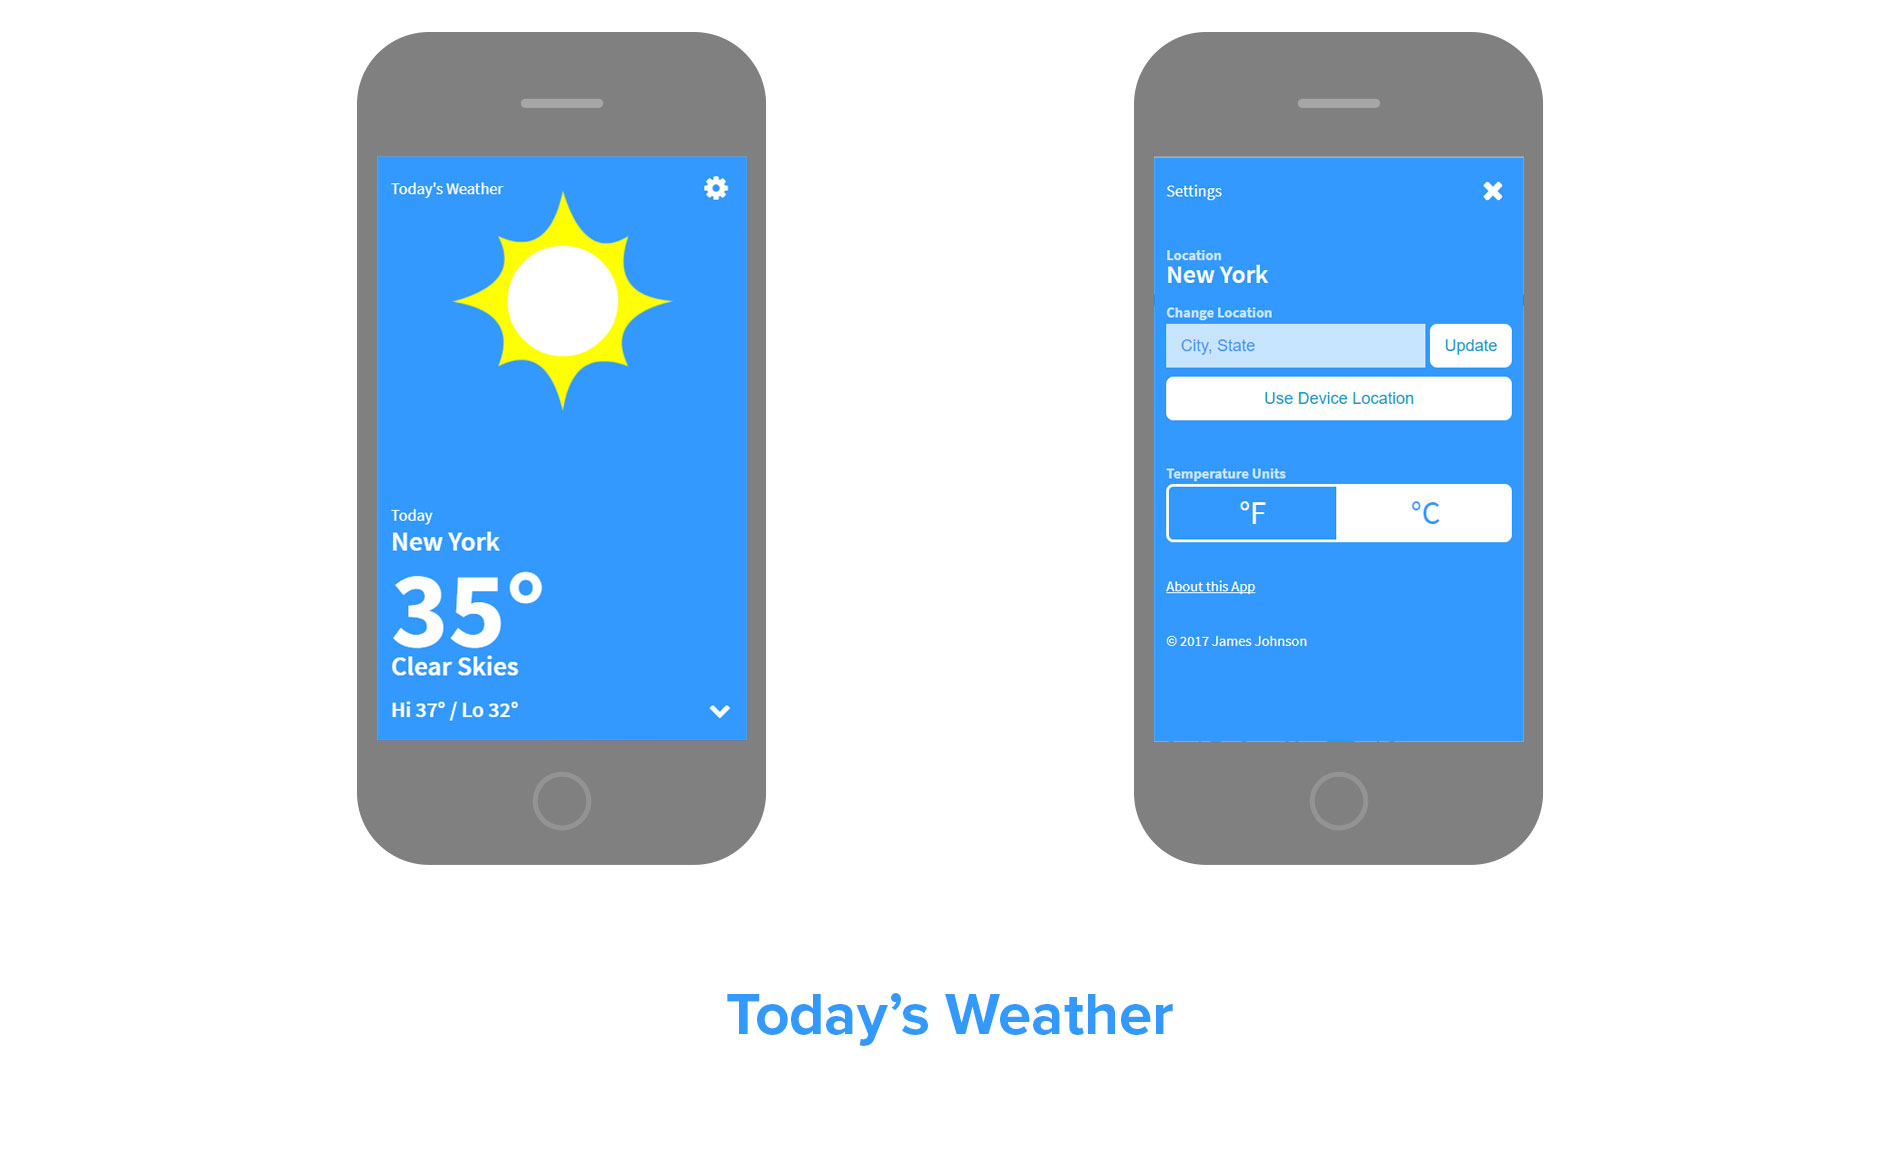 Today's Weather
Today
New York
35°
Clear Skies
Hi 37° / Lo 32°
Settings
Location
New York
Change Location
City, State
Update
Use Device Location
Temperature Units
°F
°C
About this App
© 2017 James Johnson
Today’s Weather